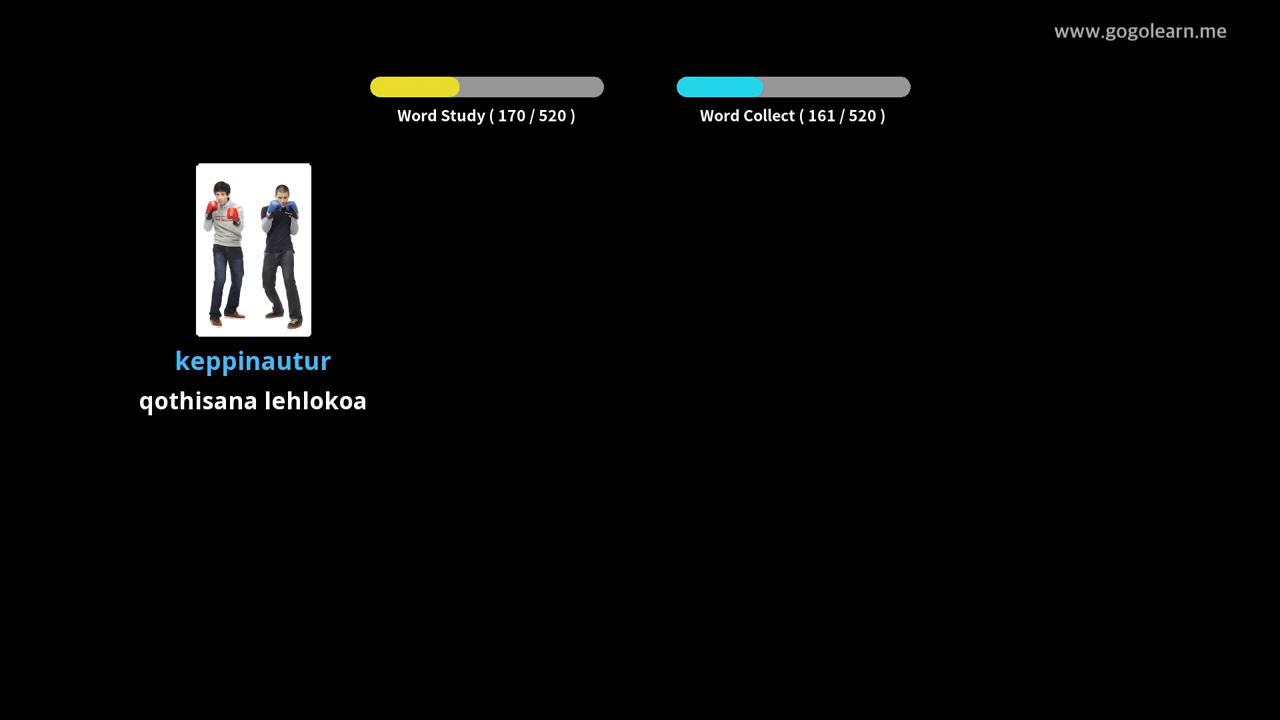 www.gogolearn.me
Word Study ( 170 / 520 )
Word Collect ( 161 / 520 )
keppinautur
qothisana lehlokoa